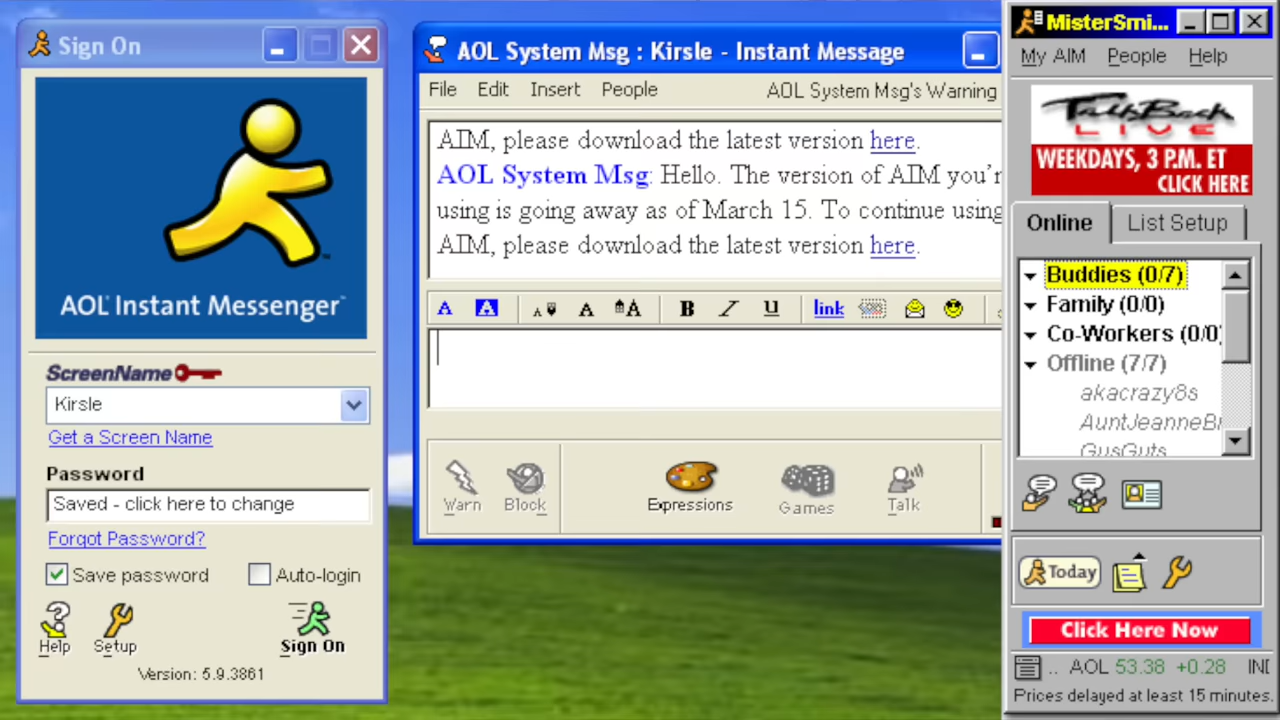 Sign On
AOL Instant Messenger™
ScreenName
Kirsle
Get a Screen Name
Password
Saved - click here to change
Forgot Password?
Save password
Auto-login
Help
Setup
Sign On
Version: 5.9.3861
AOL System Msg : Kirsle - Instant Message
File Edit Insert People AOL System Msg's Warning
AIM, please download the latest version here.
AOL System Msg: Hello. The version of AIM you'r
using is going away as of March 15. To continue using
AIM, please download the latest version here.
A A A A B I U link
Warn Block Expressions Games Talk
MisterSmi...
My AIM People Help
TalkBack
LIVE
WEEKDAYS, 3 P.M. ET
CLICK HERE
Online List Setup
Buddies (0/7)
Family (0/0)
Co-Workers (0/0)
Offline (7/7)
akacrazy8s
AuntJeanneBr
GusGuts
Today
Click Here Now
.. AOL 53.38 +0.28 IND
Prices delayed at least 15 minutes.